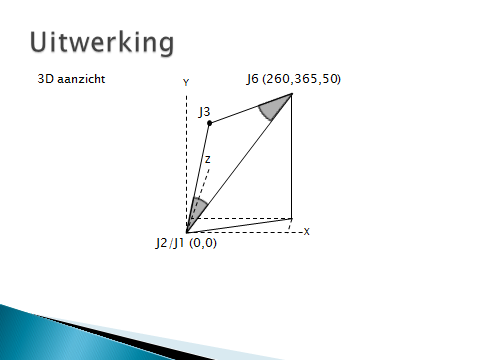 Uitwerking
3D aanzicht
Y
J6 (260,365,50)
J3
Z
X
J2/J1 (0,0)